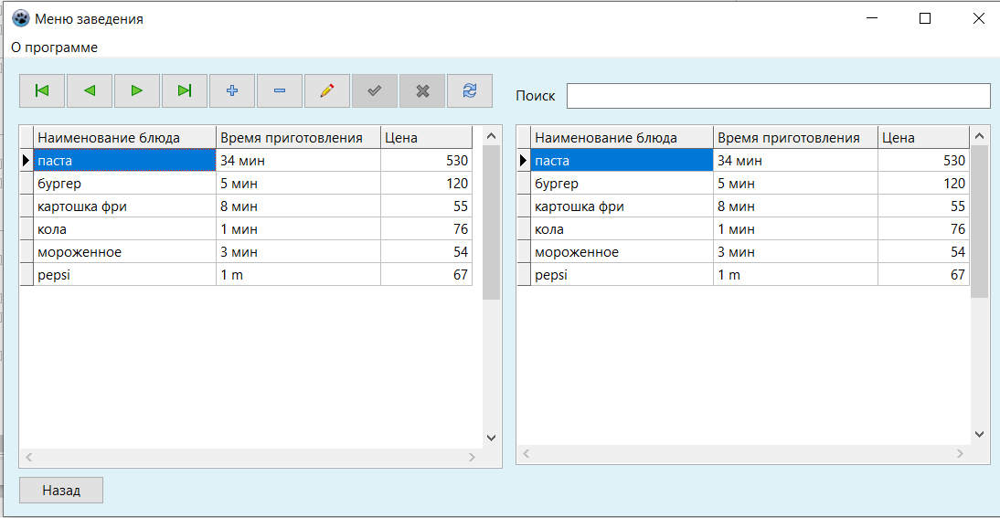 Меню заведения
О программе
Поиск
Наименование блюда Время приготовления Цена
паста 34 мин 530
бургер 5 мин 120
картошка фри 8 мин 55
кола 1 мин 76
мороженное 3 мин 54
pepsi 1 m 67
Наименование блюда Время приготовления Цена
паста 34 мин 530
бургер 5 мин 120
картошка фри 8 мин 55
кола 1 мин 76
мороженное 3 мин 54
pepsi 1 m 67
Назад